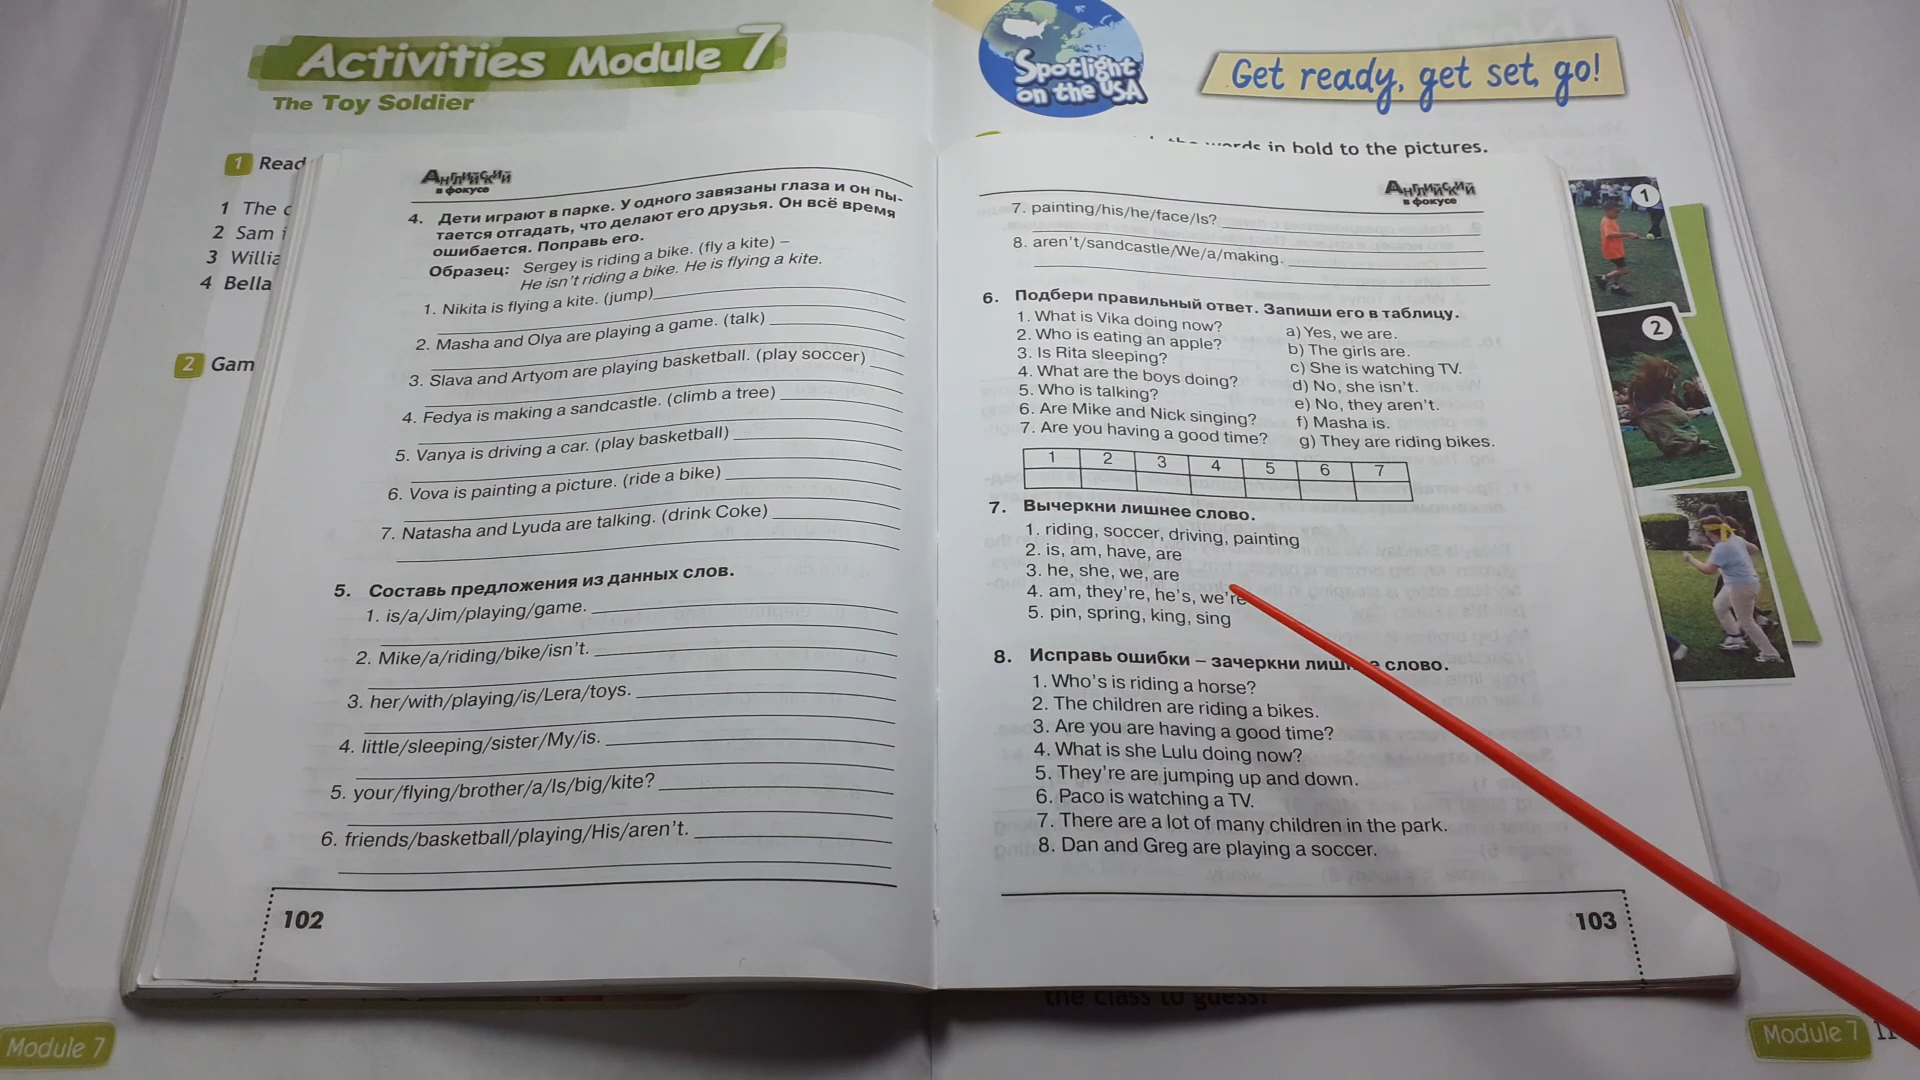 Activities Module 7
The Toy Soldier
1 Read
1 The
2 Sam
3 Willia
4 Bella
2 Gam
Module 7
Английский
в фокусе
4. Дети играют в парке. У одного завязаны глаза и он пы-
тается отгадать, что делают его друзья. Он всё время
ошибается. Поправь его.
Образец: Sergey is riding a bike. (fly a kite) –
He isn't riding a bike. He is flying a kite.
1. Nikita is flying a kite. (jump)
2. Masha and Olya are playing a game. (talk)
3. Slava and Artyom are playing basketball. (play soccer)
4. Fedya is making a sandcastle. (climb a tree)
5. Vanya is driving a car. (play basketball)
6. Vova is painting a picture. (ride a bike)
7. Natasha and Lyuda are talking. (drink Coke)
5. Составь предложения из данных слов.
1. is/a/Jim/playing/game.
2. Mike/a/riding/bike/isn't.
3. her/with/playing/is/Lera/toys.
4. little/sleeping/sister/My/is.
5. your/flying/brother/a/Is/big/kite?
6. friends/basketball/playing/His/aren't.
102
Spotlight
on the USA
Get ready, get set, go!
words in bold to the pictures.
1
2
Английский
в фокусе
7. painting/his/he/face/Is?
8. aren't/sandcastle/We/a/making.
6. Подбери правильный ответ. Запиши его в таблицу.
1. What is Vika doing now? a) Yes, we are.
2. Who is eating an apple? b) The girls are.
3. Is Rita sleeping? c) She is watching TV.
4. What are the boys doing? d) No, she isn't.
5. Who is talking? e) No, they aren't.
6. Are Mike and Nick singing? f) Masha is.
7. Are you having a good time? g) They are riding bikes.
1 2 3 4 5 6 7
7. Вычеркни лишнее слово.
1. riding, soccer, driving, painting
2. is, am, have, are
3. he, she, we, are
4. am, they're, he's, we're
5. pin, spring, king, sing
8. Исправь ошибки – зачеркни лишнее слово.
1. Who's is riding a horse?
2. The children are riding a bikes.
3. Are you are having a good time?
4. What is she Lulu doing now?
5. They're are jumping up and down.
6. Paco is watching a TV.
7. There are a lot of many children in the park.
8. Dan and Greg are playing a soccer.
103
the class to guess!
Module 7